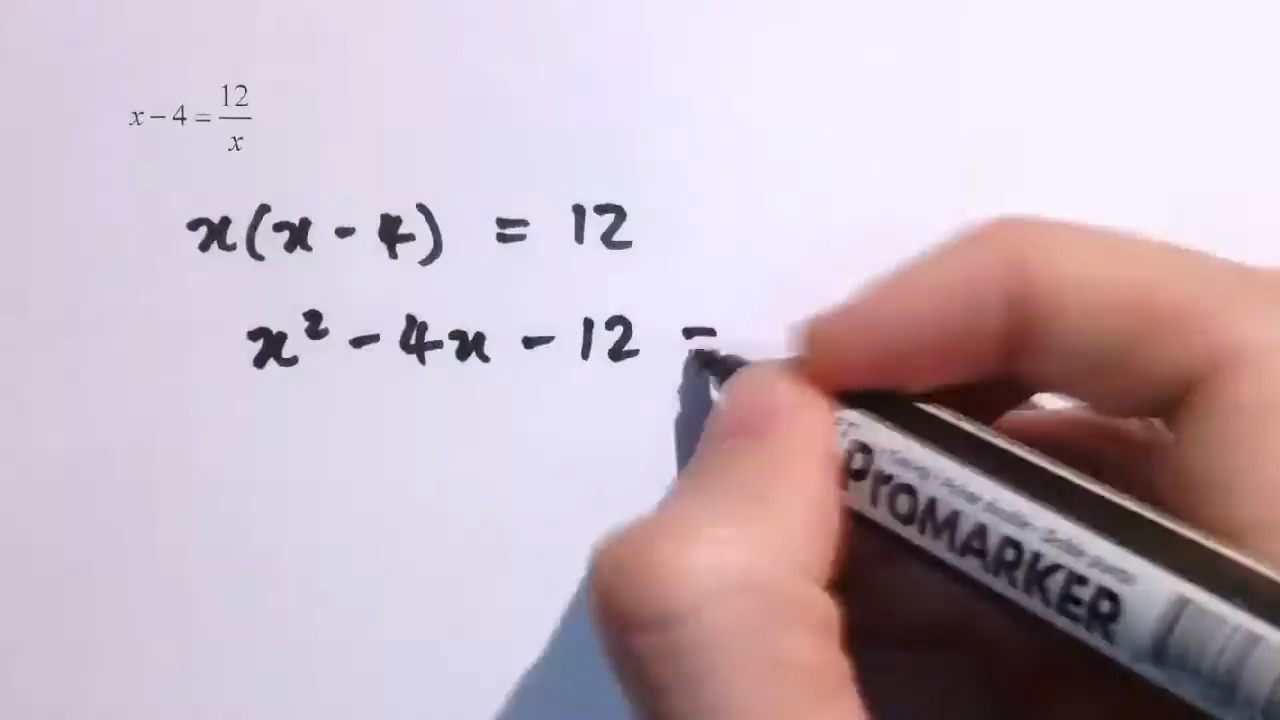 x - 4 = 12/x
x(x - 4) = 12
x² - 4x - 12 =
ProMARKER